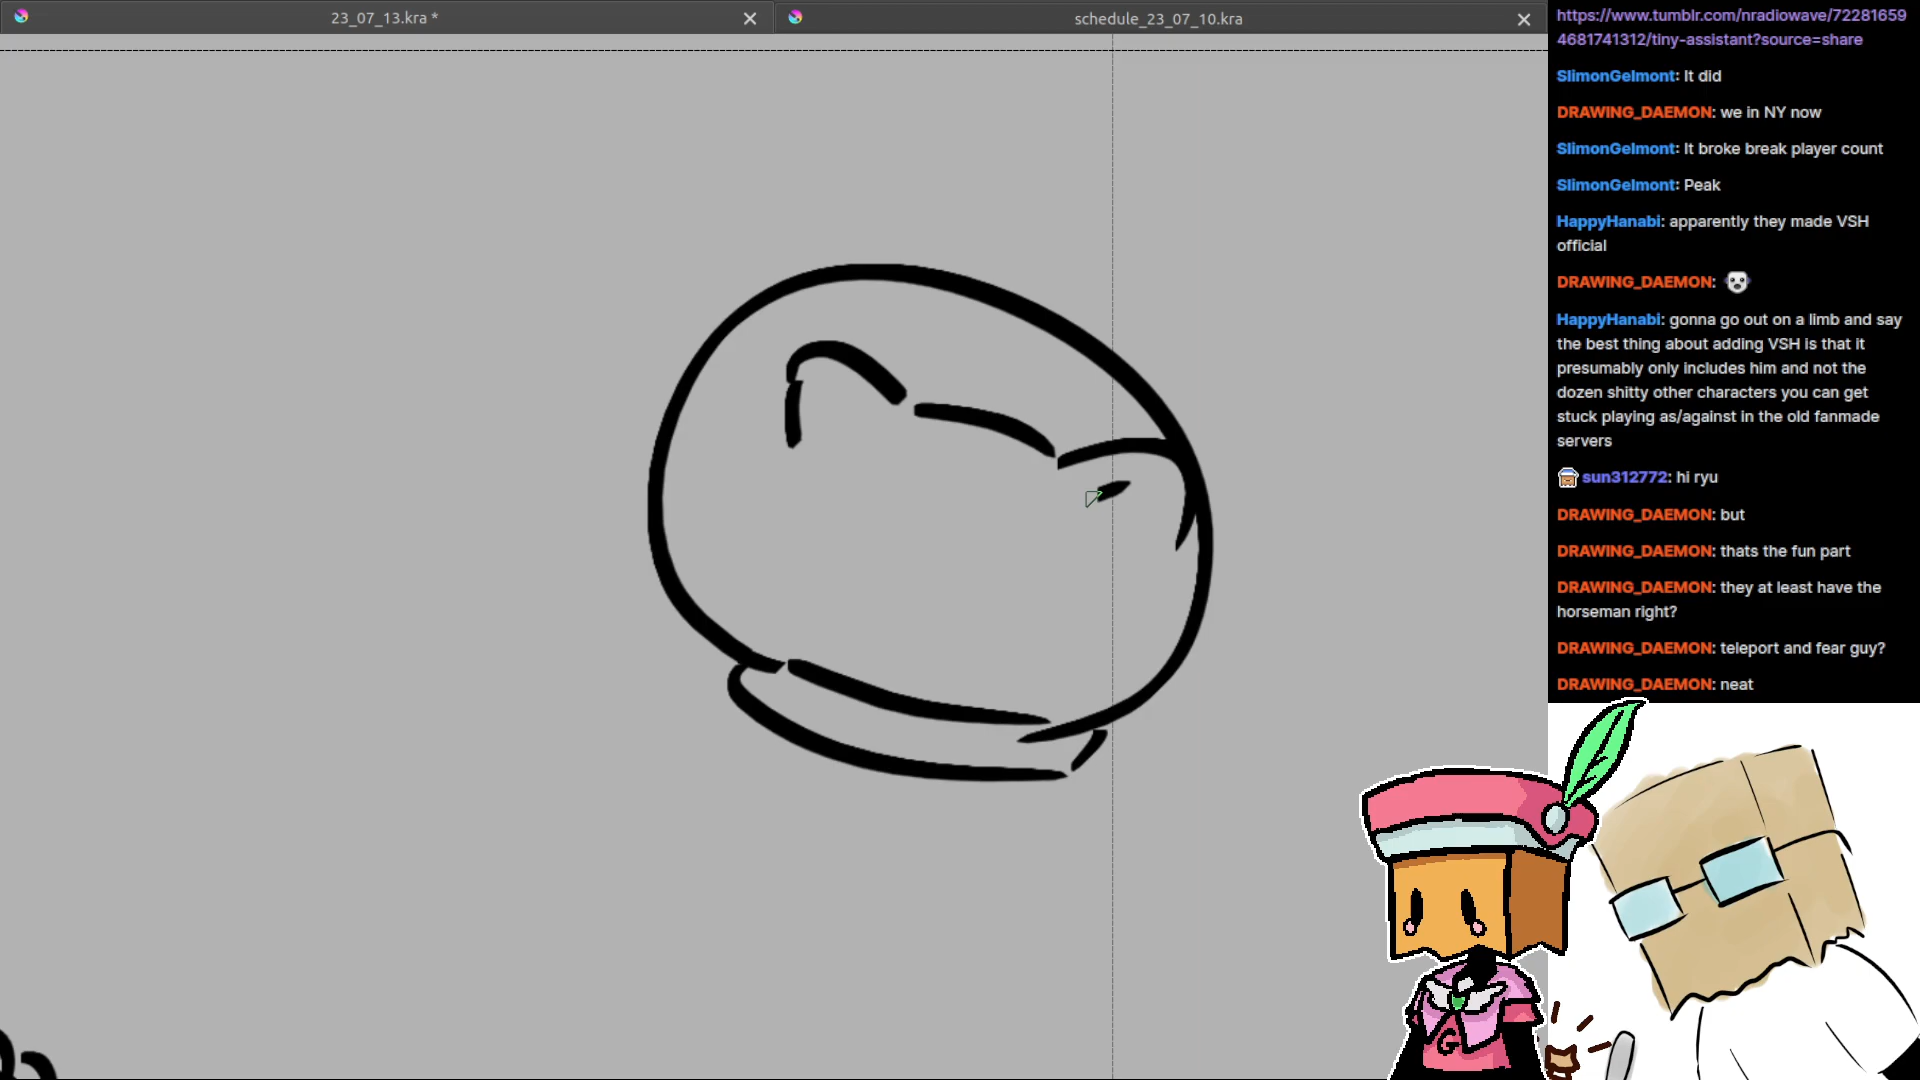 23_07_13.kra *
schedule_23_07_10.kra
https://www.tumblr.com/nradiowave/72281659
4681741312/tiny-assistant?source=share
SlimonGelmont: It did
DRAWING_DAEMON: we in NY now
SlimonGelmont: It broke break player count
SlimonGelmont: Peak
HappyHanabi: apparently they made VSH
official
DRAWING_DAEMON:
HappyHanabi: gonna go out on a limb and say
the best thing about adding VSH is that it
presumably only includes him and not the
dozen shitty other characters you can get
stuck playing as/against in the old fanmade
servers
sun312772: hi ryu
DRAWING_DAEMON: but
DRAWING_DAEMON: thats the fun part
DRAWING_DAEMON: they at least have the
horseman right?
DRAWING_DAEMON: teleport and fear guy?
DRAWING_DAEMON: neat
G